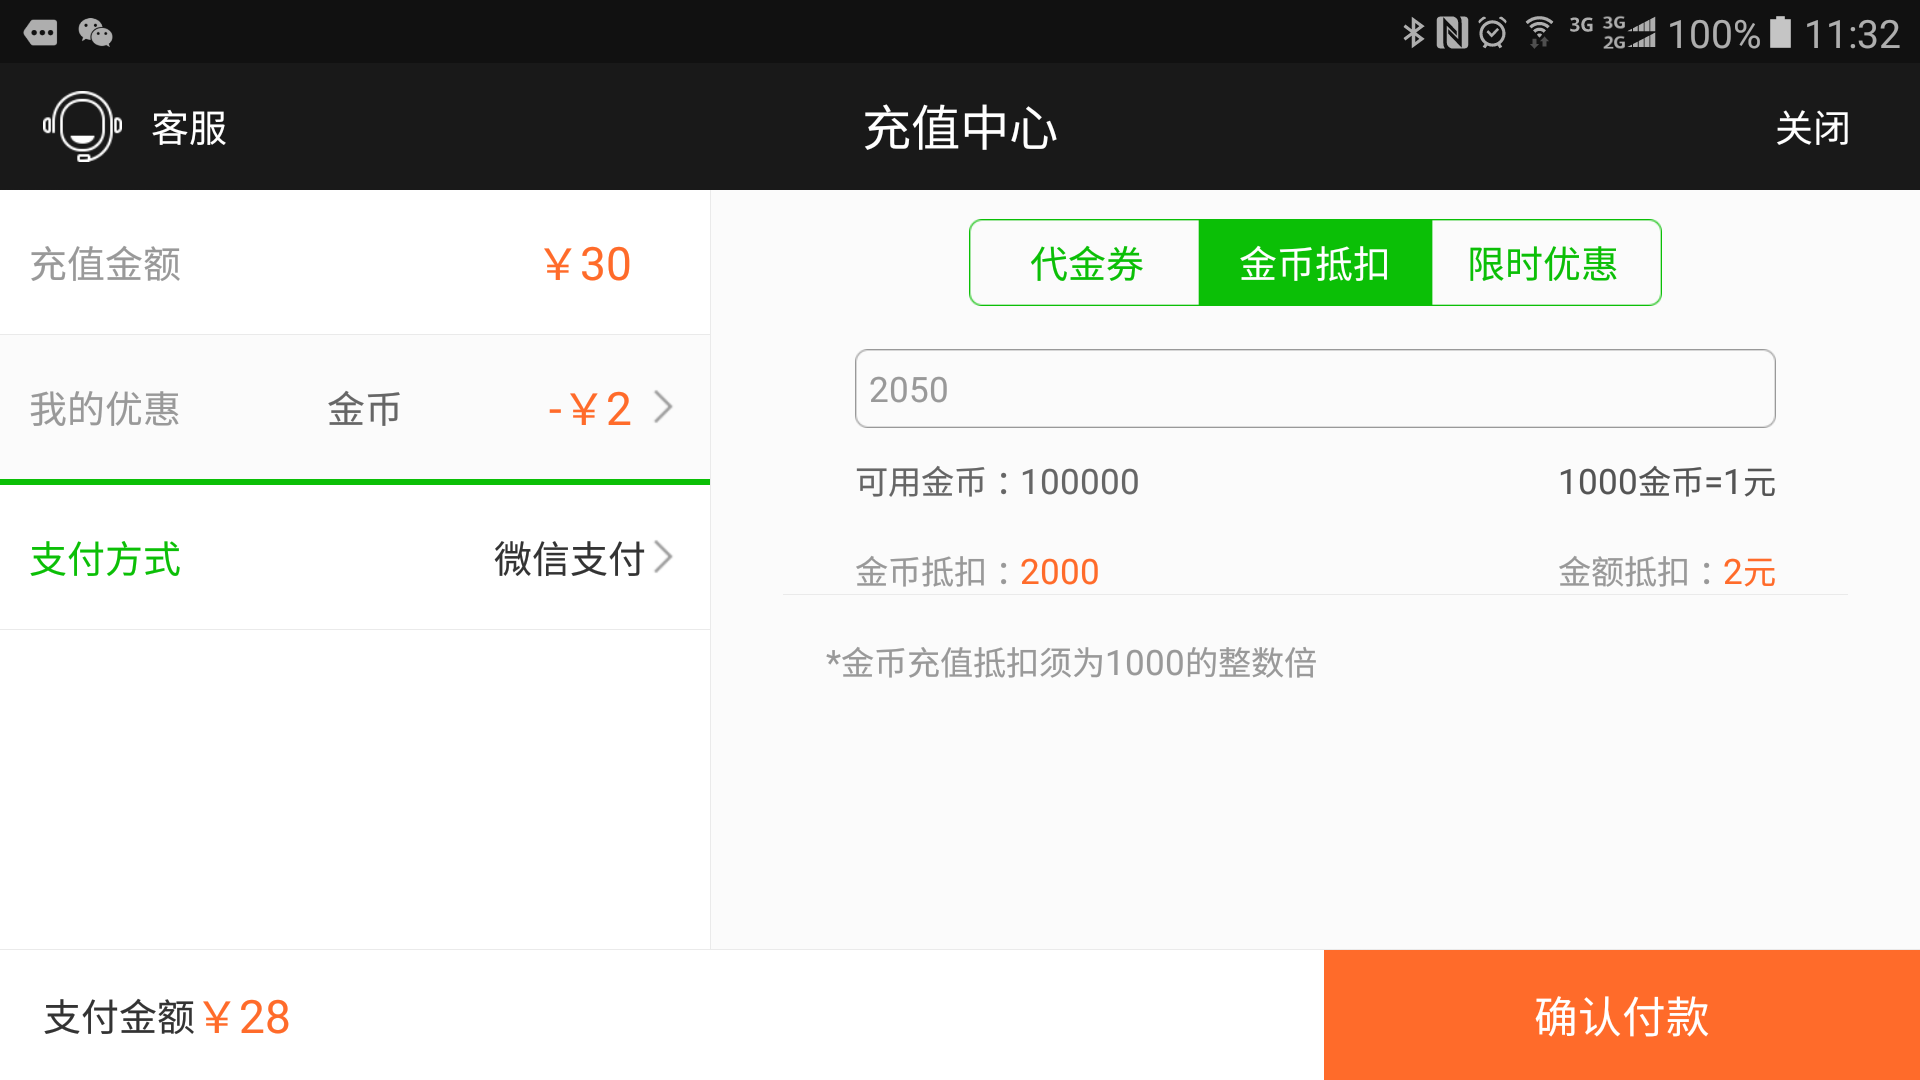 3G 3G 2G 100% 11:32
客服 充值中心 关闭
充值金额 ￥30
我的优惠 金币 -￥2
支付方式 微信支付
代金券 金币抵扣 限时优惠
2050
可用金币：100000 1000金币=1元
金币抵扣：2000 金额抵扣：2元
*金币充值抵扣须为1000的整数倍
支付金额￥28 确认付款